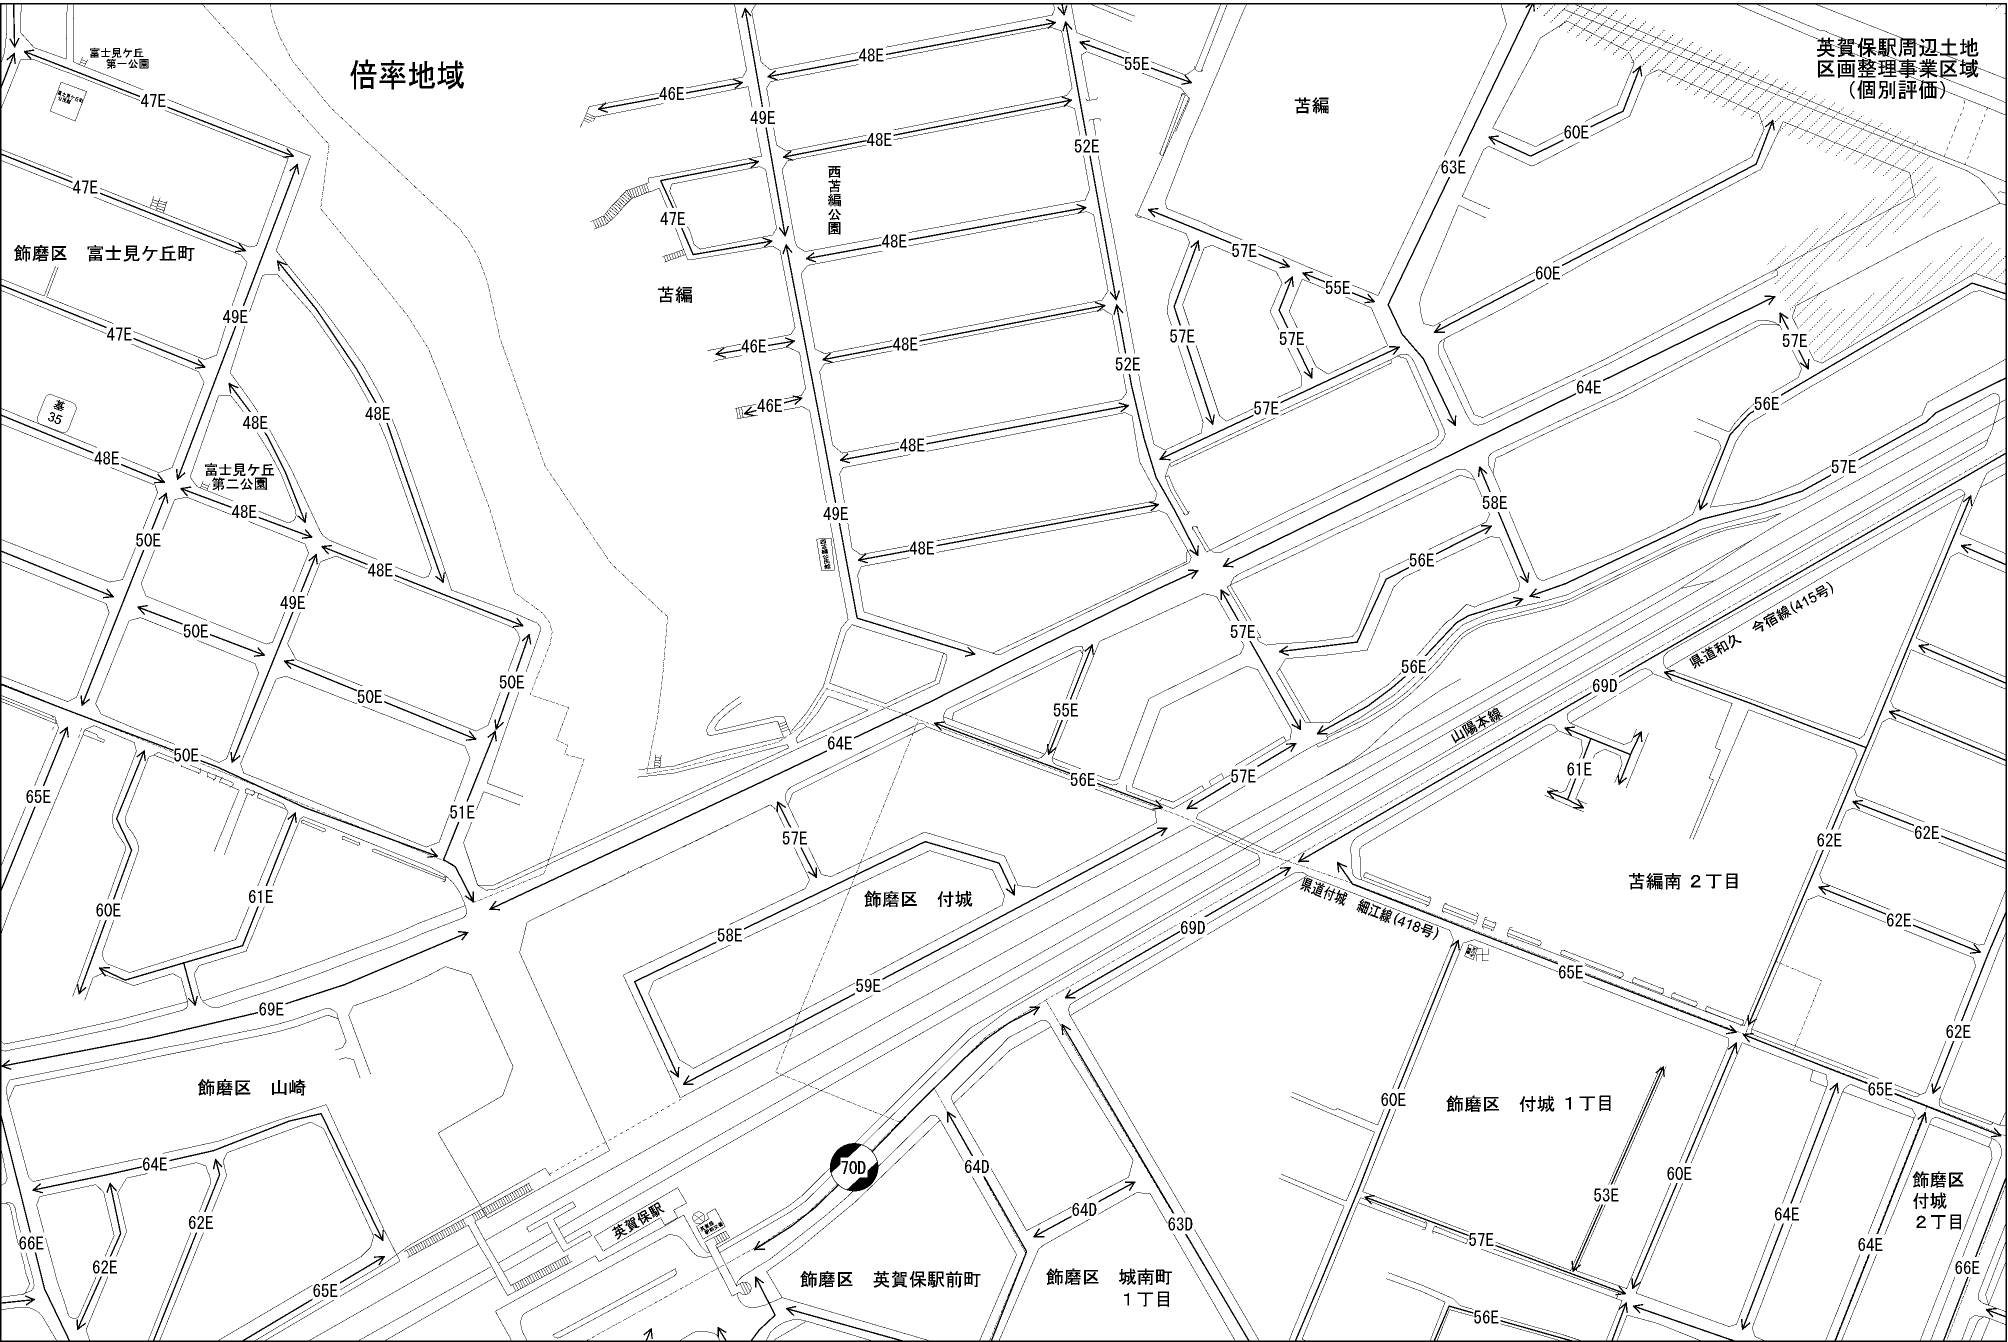 富士見ケ丘
第一公園
倍率地域
英賀保駅周辺土地
区画整理事業区域
（個別評価）
48E
55E
46E
47E
苫編
49E
60E
48E
52E
63E
47E
西苫編公園
47E
飾磨区　富士見ケ丘町
48E
57E
60E
苫編
55E
49E
47E
57E
57E
57E
46E
48E
52E
64E
48E
46E
57E
56E
基
35
48E
48E
48E
富士見ケ丘
第二公園
57E
58E
48E
49E
50E
48E
56E
48E
49E
県道和久　今宿線(415号)
50E
57E
56E
50E
50E
69D
55E
山陽本線
64E
50E
56E
57E
61E
65E
51E
57E
62E
62E
苫編南 ２丁目
県道付城　細江線(418号)
飾磨区　付城
61E
60E
62E
69D
58E
65E
59E
69E
62E
飾磨区　山崎
65E
60E
飾磨区　付城 １丁目
70D
64D
64E
60E
飾磨区
付城
２丁目
53E
64D
英賀保駅
62E
63D
64E
66E
57E
64E
62E
66E
飾磨区　英賀保駅前町
飾磨区　城南町
１丁目
65E
56E